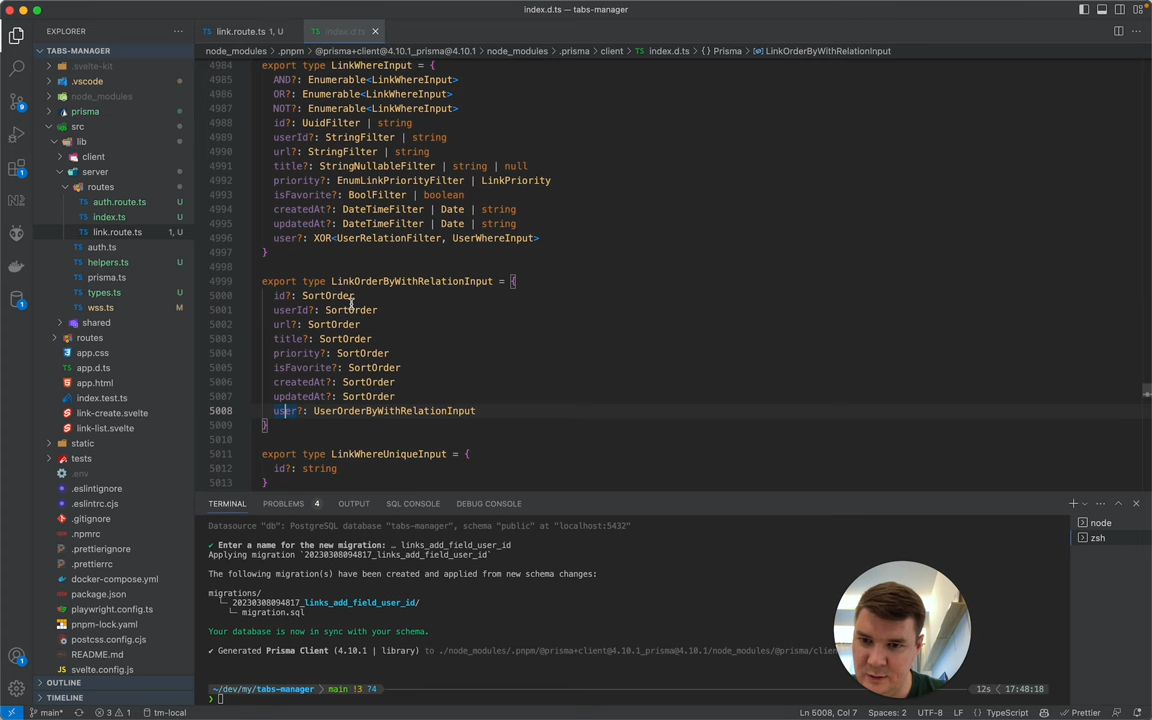 index.d.ts — tabs-manager
EXPLORER
link.route.ts 1, U
index.d.ts
node_modules > .pnpm > @prisma+client@4.10.1_prisma@4.10.1 > node_modules > .prisma > client > index.d.ts > {} Prisma > LinkOrderByWithRelationInput
TABS-MANAGER
.svelte-kit
.vscode
node_modules
prisma
src
lib
client
server
routes
auth.route.ts U
index.ts U
link.route.ts 1, U
auth.ts
helpers.ts U
prisma.ts
types.ts U
wss.ts M
shared
routes
app.css
app.d.ts
app.html
index.test.ts
link-create.svelte
link-list.svelte
static
tests
.env
.eslintignore
.eslintrc.cjs
.gitignore
.npmrc
.prettierignore
.prettierrc
docker-compose.yml
package.json
playwright.config.ts
pnpm-lock.yaml
postcss.config.cjs
README.md
svelte.config.js
OUTLINE
TIMELINE
4984 export type LinkWhereInput = {
4985 AND?: Enumerable<LinkWhereInput>
4986 OR?: Enumerable<LinkWhereInput>
4987 NOT?: Enumerable<LinkWhereInput>
4988 id?: UuidFilter | string
4989 userId?: StringFilter | string
4990 url?: StringFilter | string
4991 title?: StringNullableFilter | string | null
4992 priority?: EnumLinkPriorityFilter | LinkPriority
4993 isFavorite?: BoolFilter | boolean
4994 createdAt?: DateTimeFilter | Date | string
4995 updatedAt?: DateTimeFilter | Date | string
4996 user?: XOR<UserRelationFilter, UserWhereInput>
4997 }
4998
4999 export type LinkOrderByWithRelationInput = {
5000 id?: SortOrder
5001 userId?: SortOrder
5002 url?: SortOrder
5003 title?: SortOrder
5004 priority?: SortOrder
5005 isFavorite?: SortOrder
5006 createdAt?: SortOrder
5007 updatedAt?: SortOrder
5008 user?: UserOrderByWithRelationInput
5009 }
5010
5011 export type LinkWhereUniqueInput = {
5012 id?: string
5013 }
TERMINAL PROBLEMS 4 OUTPUT SQL CONSOLE DEBUG CONSOLE
node
zsh
Datasource "db": PostgreSQL database "tabs-manager", schema "public" at "localhost:5432"
✔ Enter a name for the new migration: … links_add_field_user_id
Applying migration `20230308094817_links_add_field_user_id`
The following migration(s) have been created and applied from new schema changes:
migrations/
└─ 20230308094817_links_add_field_user_id/
└─ migration.sql
Your database is now in sync with your schema.
✔ Generated Prisma Client (4.10.1 | library) to ./node_modules/.pnpm/@prisma+client@4.10.1_prisma@4.10.1/node_modules/@prisma/clien
~/dev/my/tabs-manager main !3 ?4 12s 17:48:18
main* 3 1 tm-local Ln 5008, Col 7 Spaces: 2 UTF-8 LF {} TypeScript Prettier